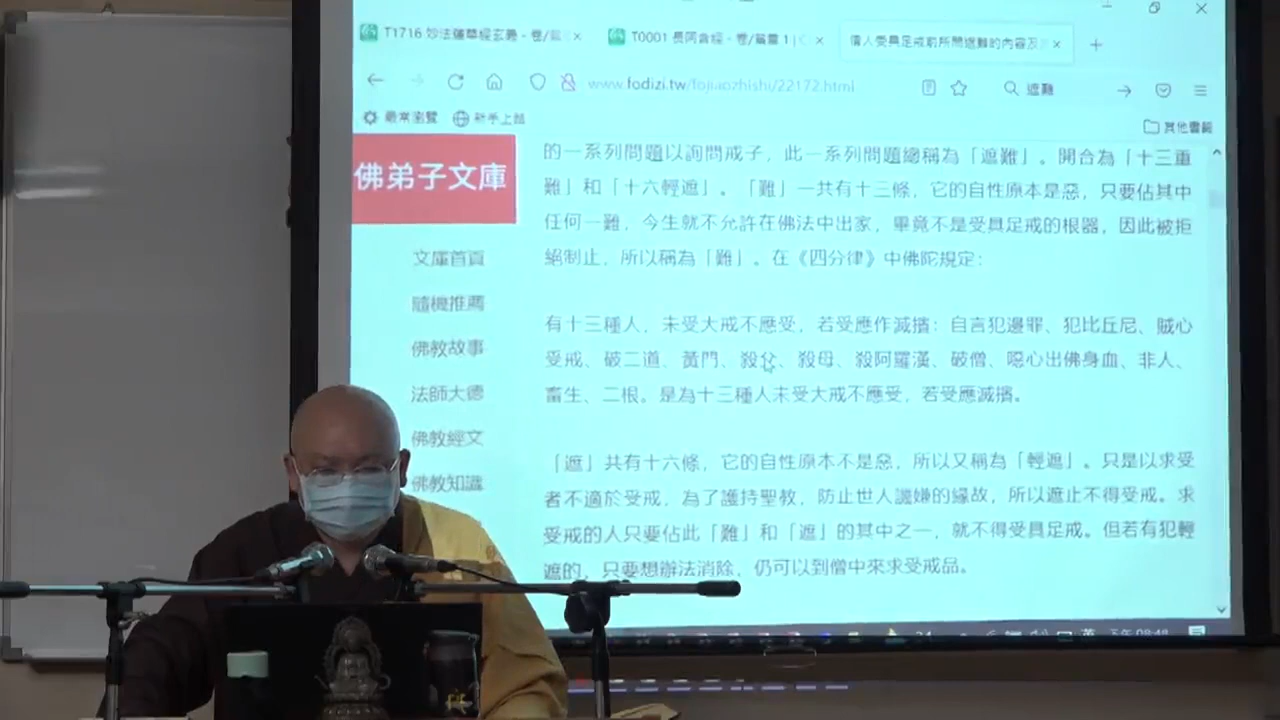 T1716 妙法蓮華經玄義 - 卷/篇
T0001 長阿含經 - 卷/篇章 1 | C
僧人受具足戒前所問遮難的內容及
www.fodizi.tw/fojiaozhishi/22172.html
遮難
最常瀏覽
新手上路
其他書籤
佛弟子文庫
文庫首頁
隨機推薦
佛教故事
法師大德
佛教經文
佛教知識
的一系列問題以詢問戒子，此一系列問題總稱為「遮難」。開合為「十三重
難」和「十六輕遮」。「難」一共有十三條，它的自性原本是惡，只要佔其中
任何一難，今生就不允許在佛法中出家，畢竟不是受具足戒的根器，因此被拒
絕制止，所以稱為「難」。在《四分律》中佛陀規定：
有十三種人，未受大戒不應受，若受應作滅擯：自言犯邊罪、犯比丘尼、賊心
受戒、破二道、黃門、殺父、殺母、殺阿羅漢、破僧、惡心出佛身血、非人、
畜生、二根。是為十三種人未受大戒不應受，若受應滅擯。
「遮」共有十六條，它的自性原本不是惡，所以又稱為「輕遮」。只是以求受
者不適於受戒，為了護持聖教，防止世人譏嫌的緣故，所以遮止不得受戒。求
受戒的人只要佔此「難」和「遮」的其中之一，就不得受具足戒。但若有犯輕
遮的，只要想辦法消除，仍可以到僧中來求受戒品。